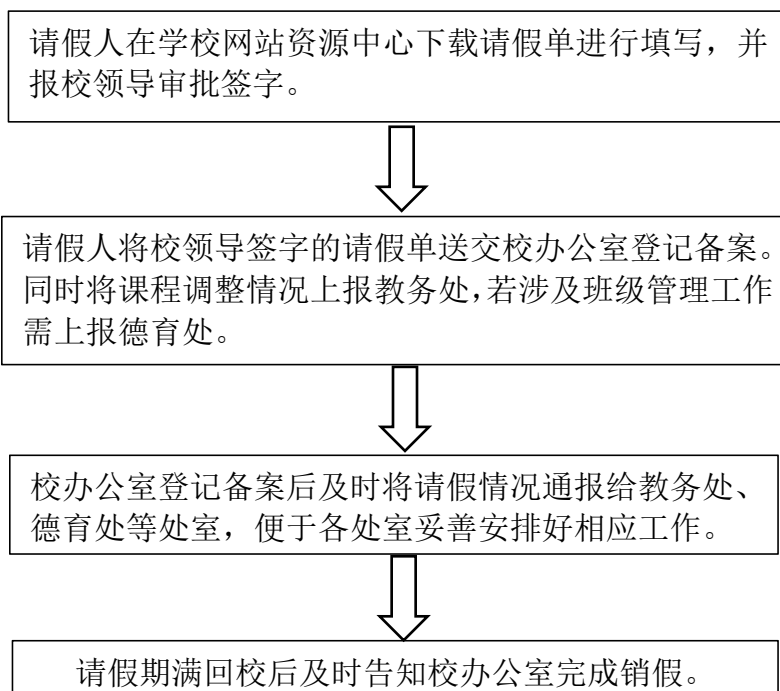 请假人在学校网站资源中心下载请假单进行填写，并
报校领导审批签字。
请假人将校领导签字的请假单送交校办公室登记备案。
同时将课程调整情况上报教务处,若涉及班级管理工作
需上报德育处。
校办公室登记备案后及时将请假情况通报给教务处、
德育处等处室，便于各处室妥善安排好相应工作。
请假期满回校后及时告知校办公室完成销假。